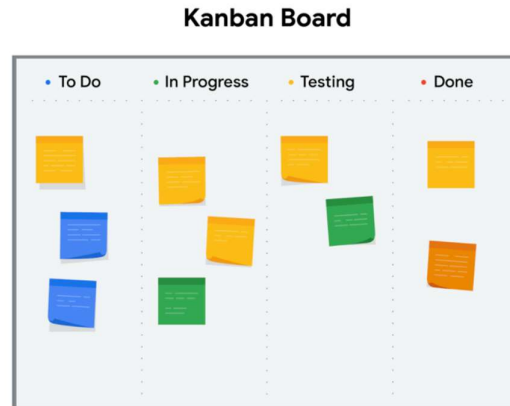 Kanban Board
To Do
In Progress
Testing
Done